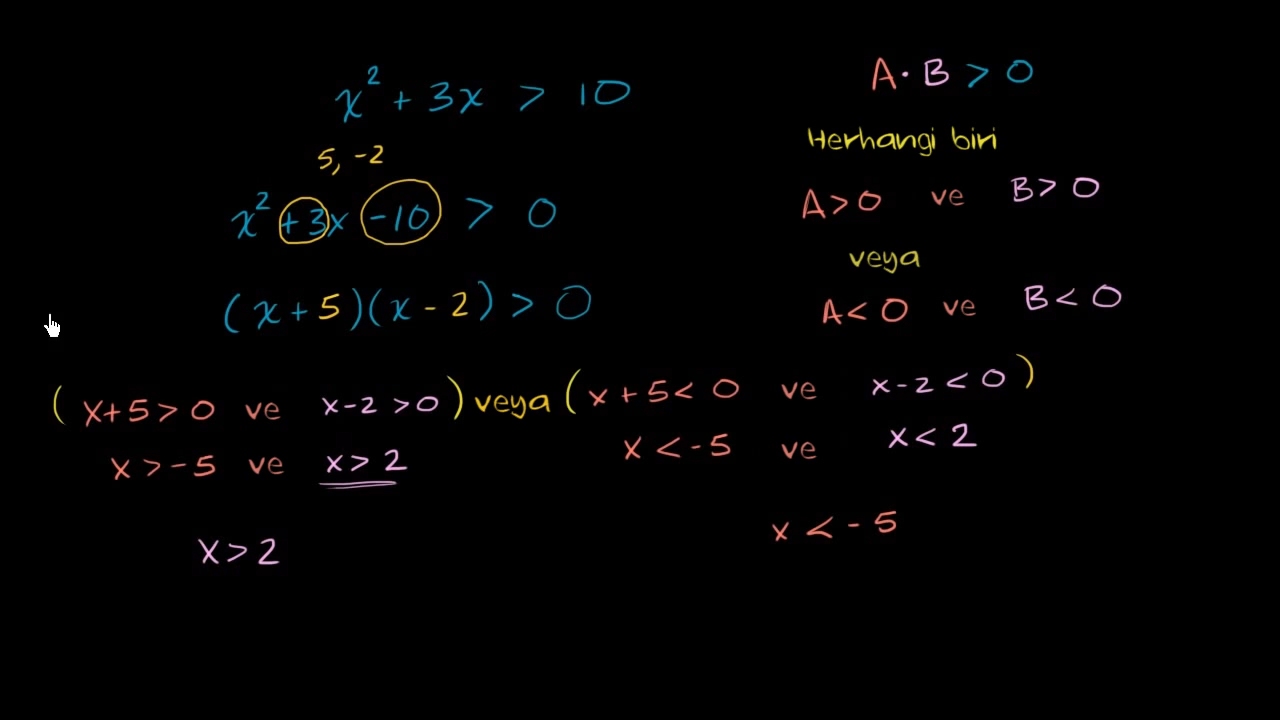 x² + 3x > 10
5, -2
x² +3x -10 > 0
(x + 5)(x - 2) > 0
A · B > 0
Herhangi biri
A > 0 ve B > 0
veya
A < 0 ve B < 0
(x+5 > 0 ve x-2 > 0) veya (x + 5 < 0 ve x-2 < 0)
x > -5 ve x > 2 x < -5 ve x < 2
x > 2 x < -5